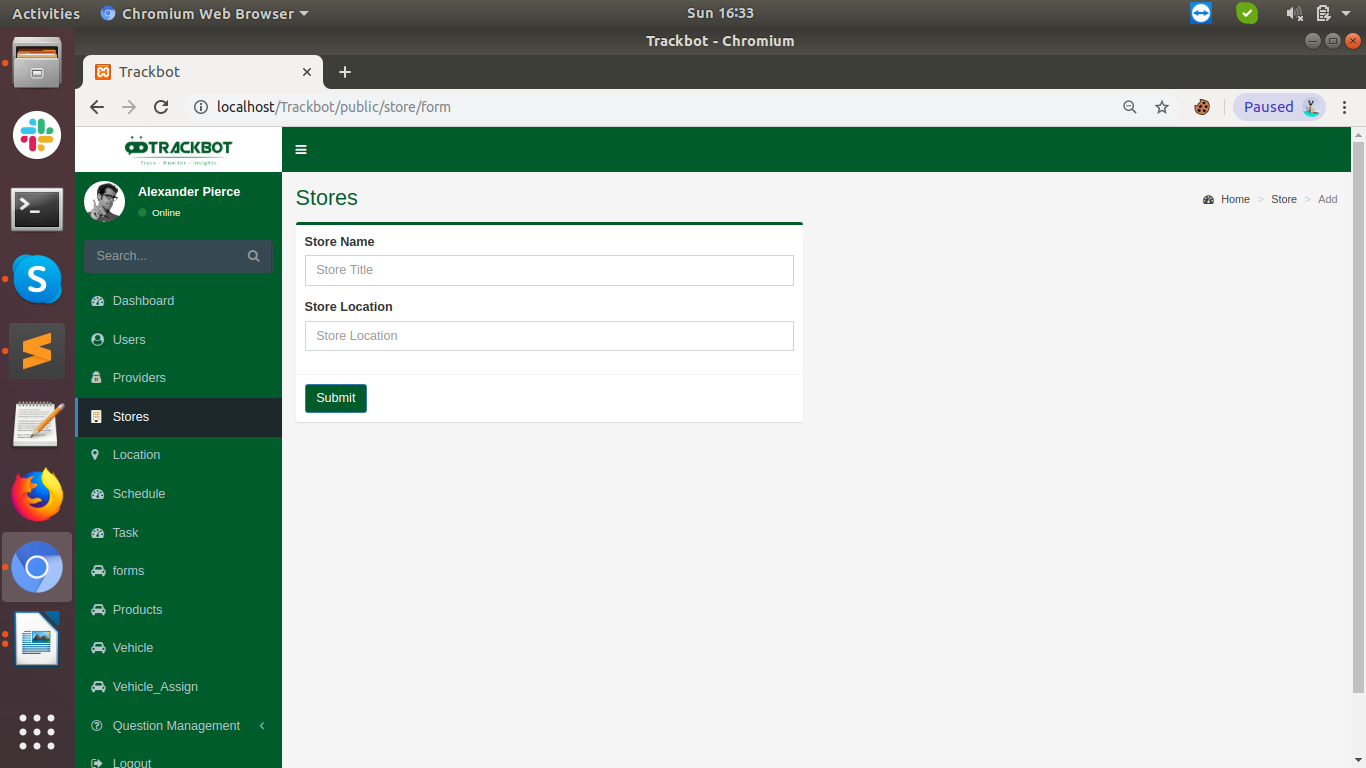 Activities
Chromium Web Browser
Sun 16:33
Trackbot - Chromium
Trackbot
localhost/Trackbot/public/store/form
Paused
TRACKBOT
Track - Monitor - Insights
Alexander Pierce
Online
Search...
Dashboard
Users
Providers
Stores
Location
Schedule
Task
forms
Products
Vehicle
Vehicle_Assign
Question Management
Logout
Stores
Home > Store > Add
Store Name
Store Title
Store Location
Store Location
Submit